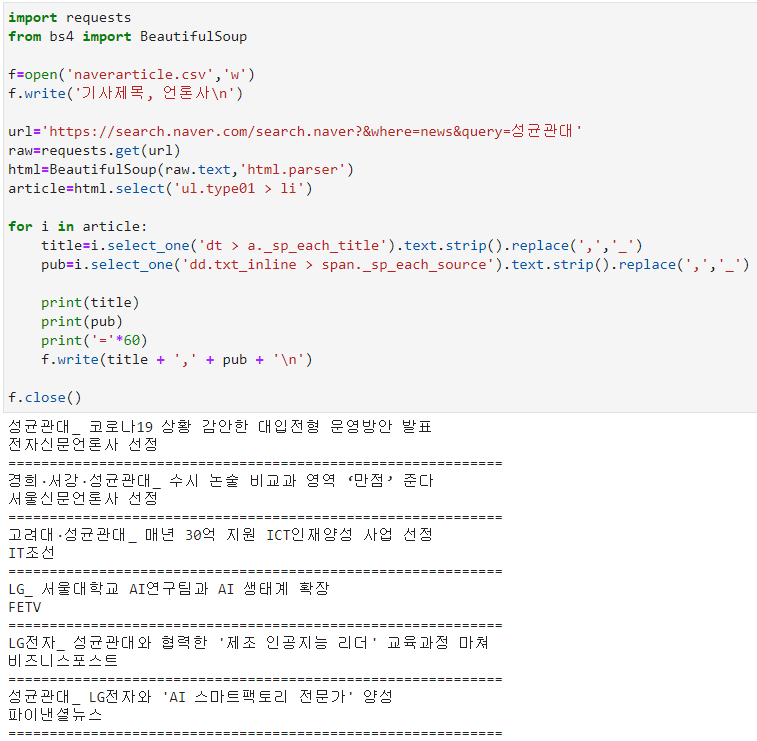 import requests
from bs4 import BeautifulSoup
f=open('naverarticle.csv','w')
f.write('기사제목, 언론사\n')
url='https://search.naver.com/search.naver?&where=news&query=성균관대'
raw=requests.get(url)
html=BeautifulSoup(raw.text,'html.parser')
article=html.select('ul.type01 > li')
for i in article:
    title=i.select_one('dt > a._sp_each_title').text.strip().replace(',','_')
    pub=i.select_one('dd.txt_inline > span._sp_each_source').text.strip().replace(',','_')
    print(title)
    print(pub)
    print('='*60)
    f.write(title + ',' + pub + '\n')
f.close()
성균관대_ 코로나19 상황 감안한 대입전형 운영방안 발표
전자신문언론사 선정
============================================================
경희·서강·성균관대_ 수시 논술 비교과 영역 ‘만점’ 준다
서울신문언론사 선정
============================================================
고려대·성균관대_ 매년 30억 지원 ICT인재양성 사업 선정
IT조선
============================================================
LG_ 서울대학교 AI연구팀과 AI 생태계 확장
FETV
============================================================
LG전자_ 성균관대와 협력한 '제조 인공지능 리더' 교육과정 마쳐
비즈니스포스트
============================================================
성균관대_ LG전자와 'AI 스마트팩토리 전문가' 양성
파이낸셜뉴스
============================================================